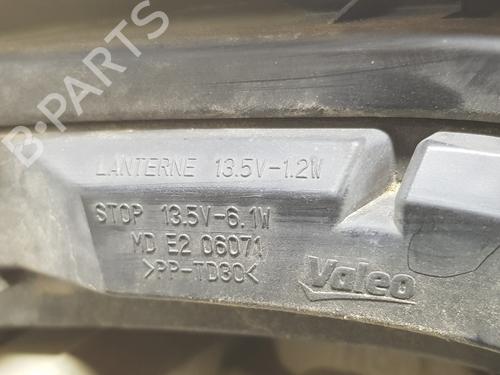 B-PARTS
LANTERNE 13.5V-1.2W
STOP 13.5V-6.1W
MD E2 06071
>PP-TD30<
Valeo